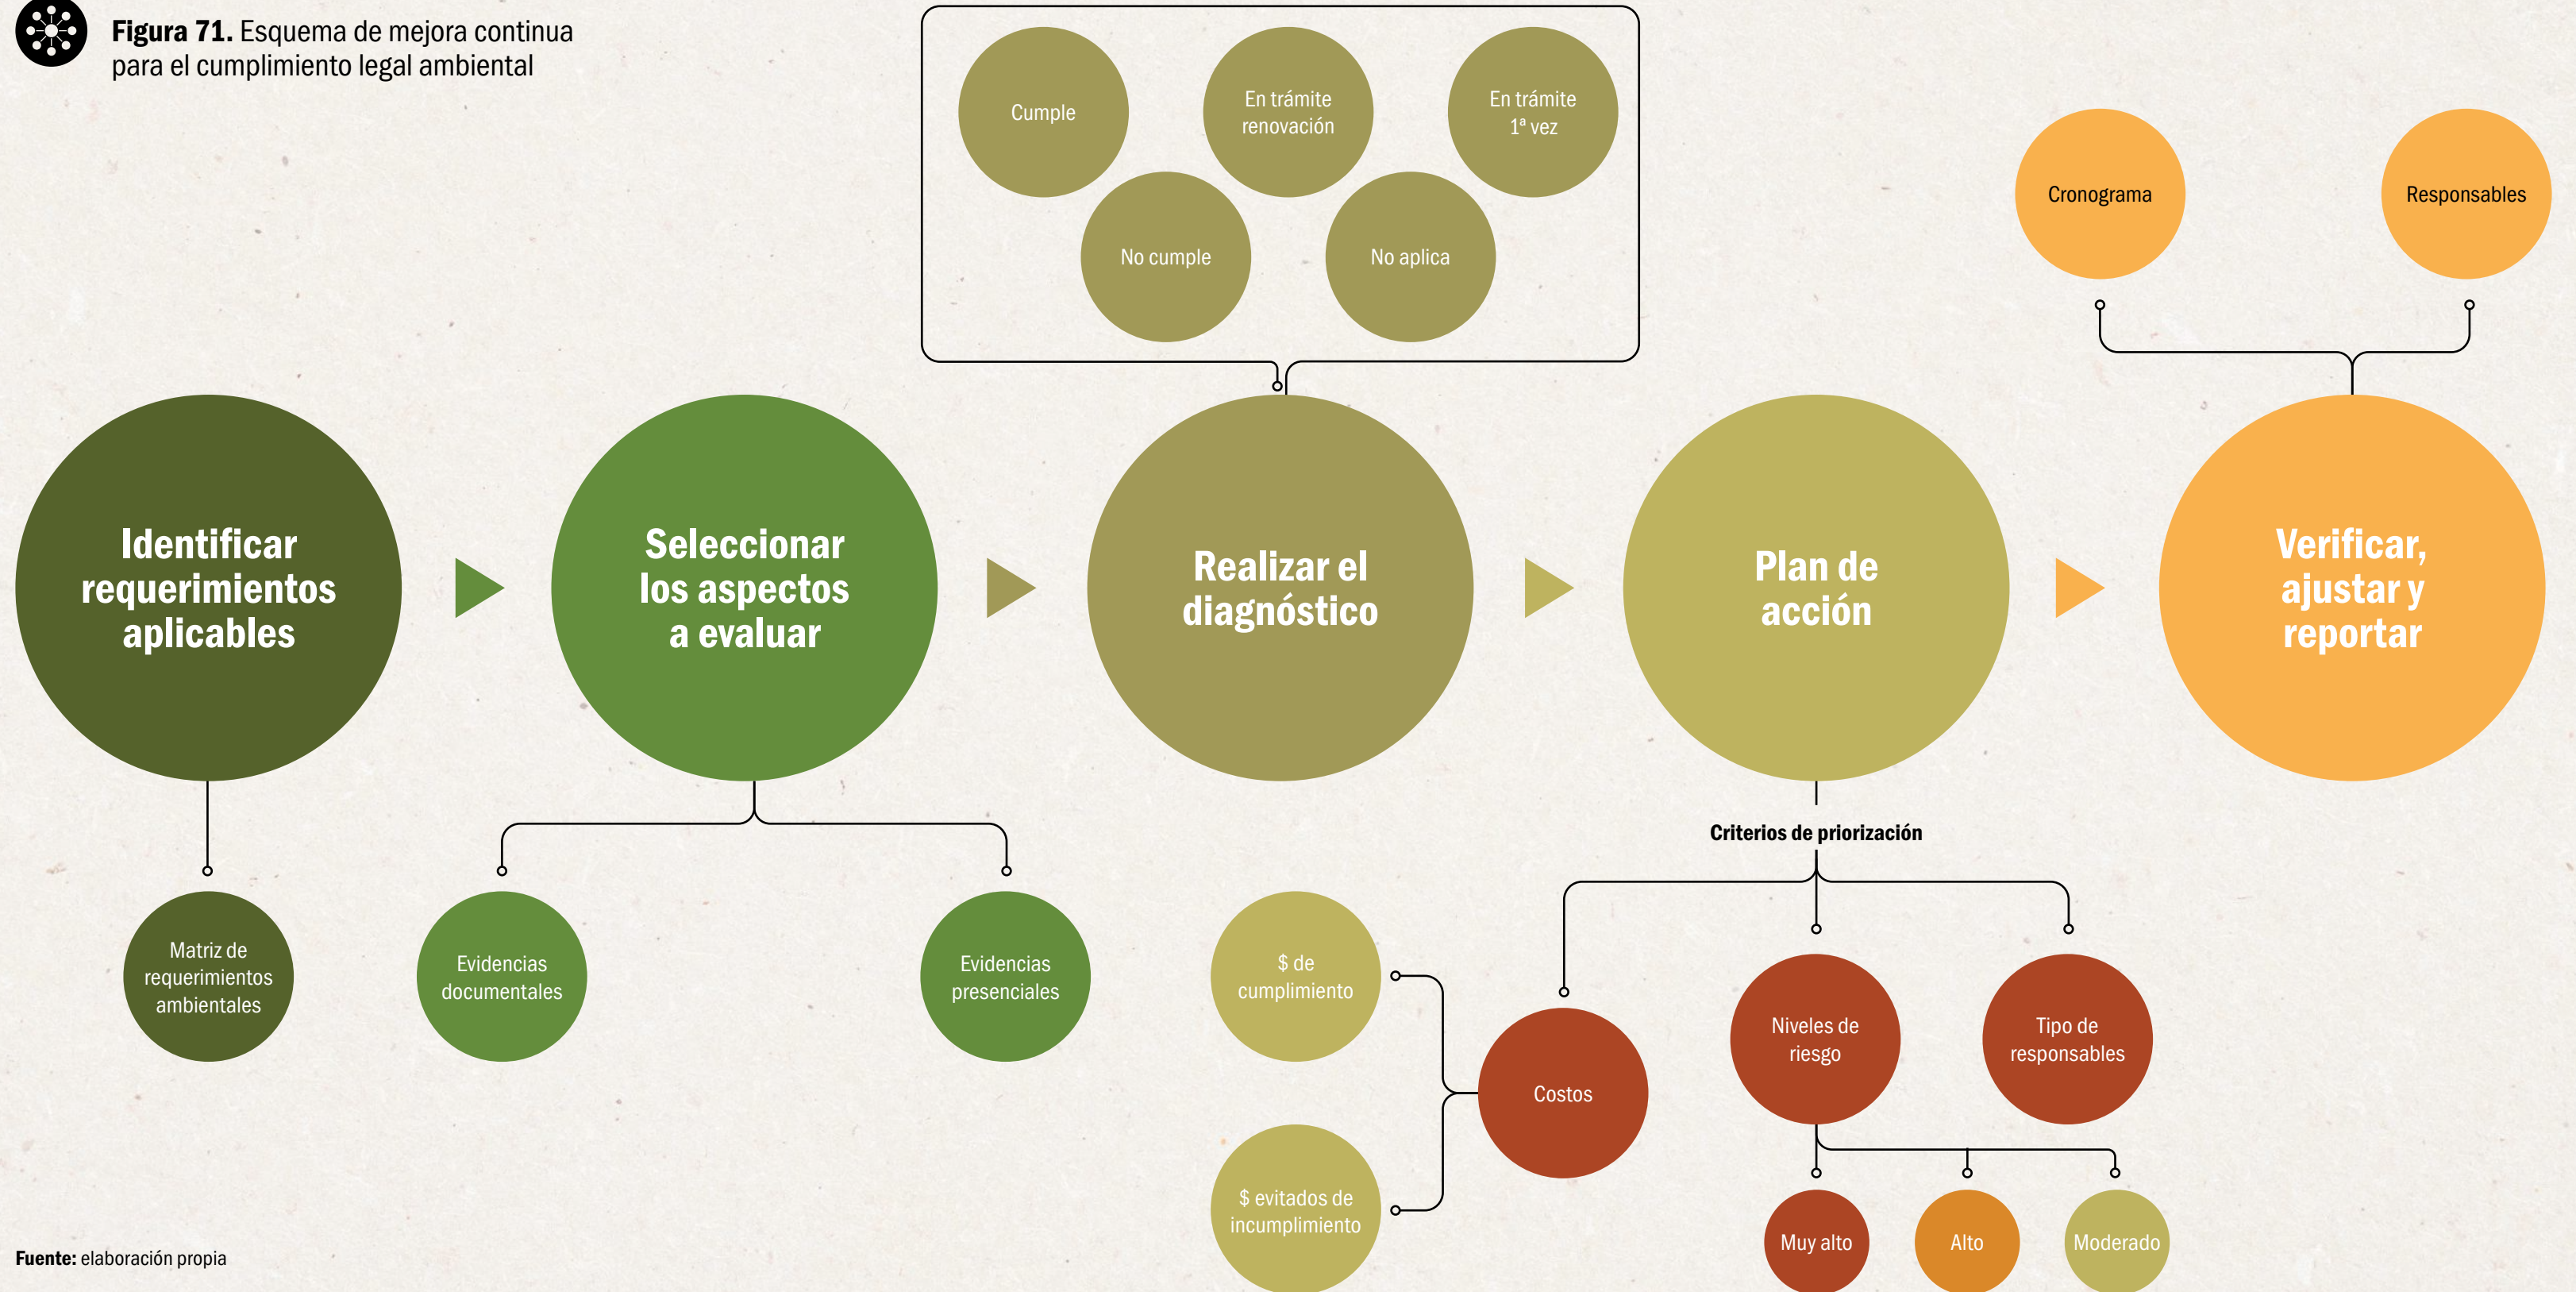 Figura 71. Esquema de mejora continua
para el cumplimiento legal ambiental
Cumple
En trámite
renovación
En trámite
1ª vez
No cumple
No aplica
Cronograma
Responsables
Identificar
requerimientos
aplicables
Seleccionar
los aspectos
a evaluar
Realizar el
diagnóstico
Plan de
acción
Verificar,
ajustar y
reportar
Matriz de
requerimientos
ambientales
Evidencias
documentales
Evidencias
presenciales
Criterios de priorización
$ de
cumplimiento
$ evitados de
incumplimiento
Costos
Niveles de
riesgo
Tipo de
responsables
Muy alto
Alto
Moderado
Fuente: elaboración propia